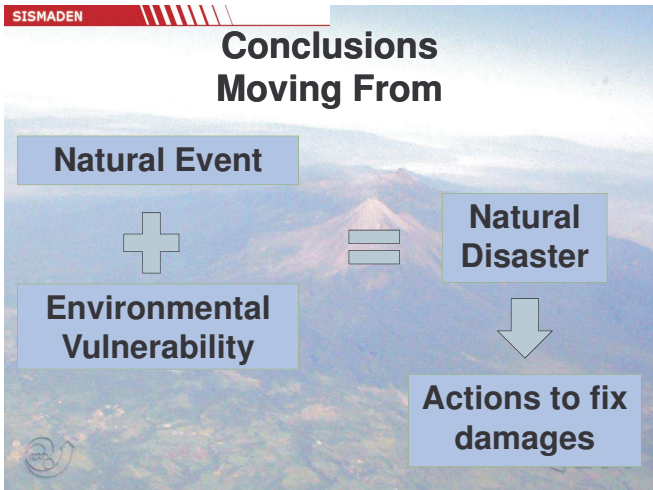 SISMADEN
Conclusions
Moving From
Natural Event
Environmental
Vulnerability
Natural
Disaster
Actions to fix
damages